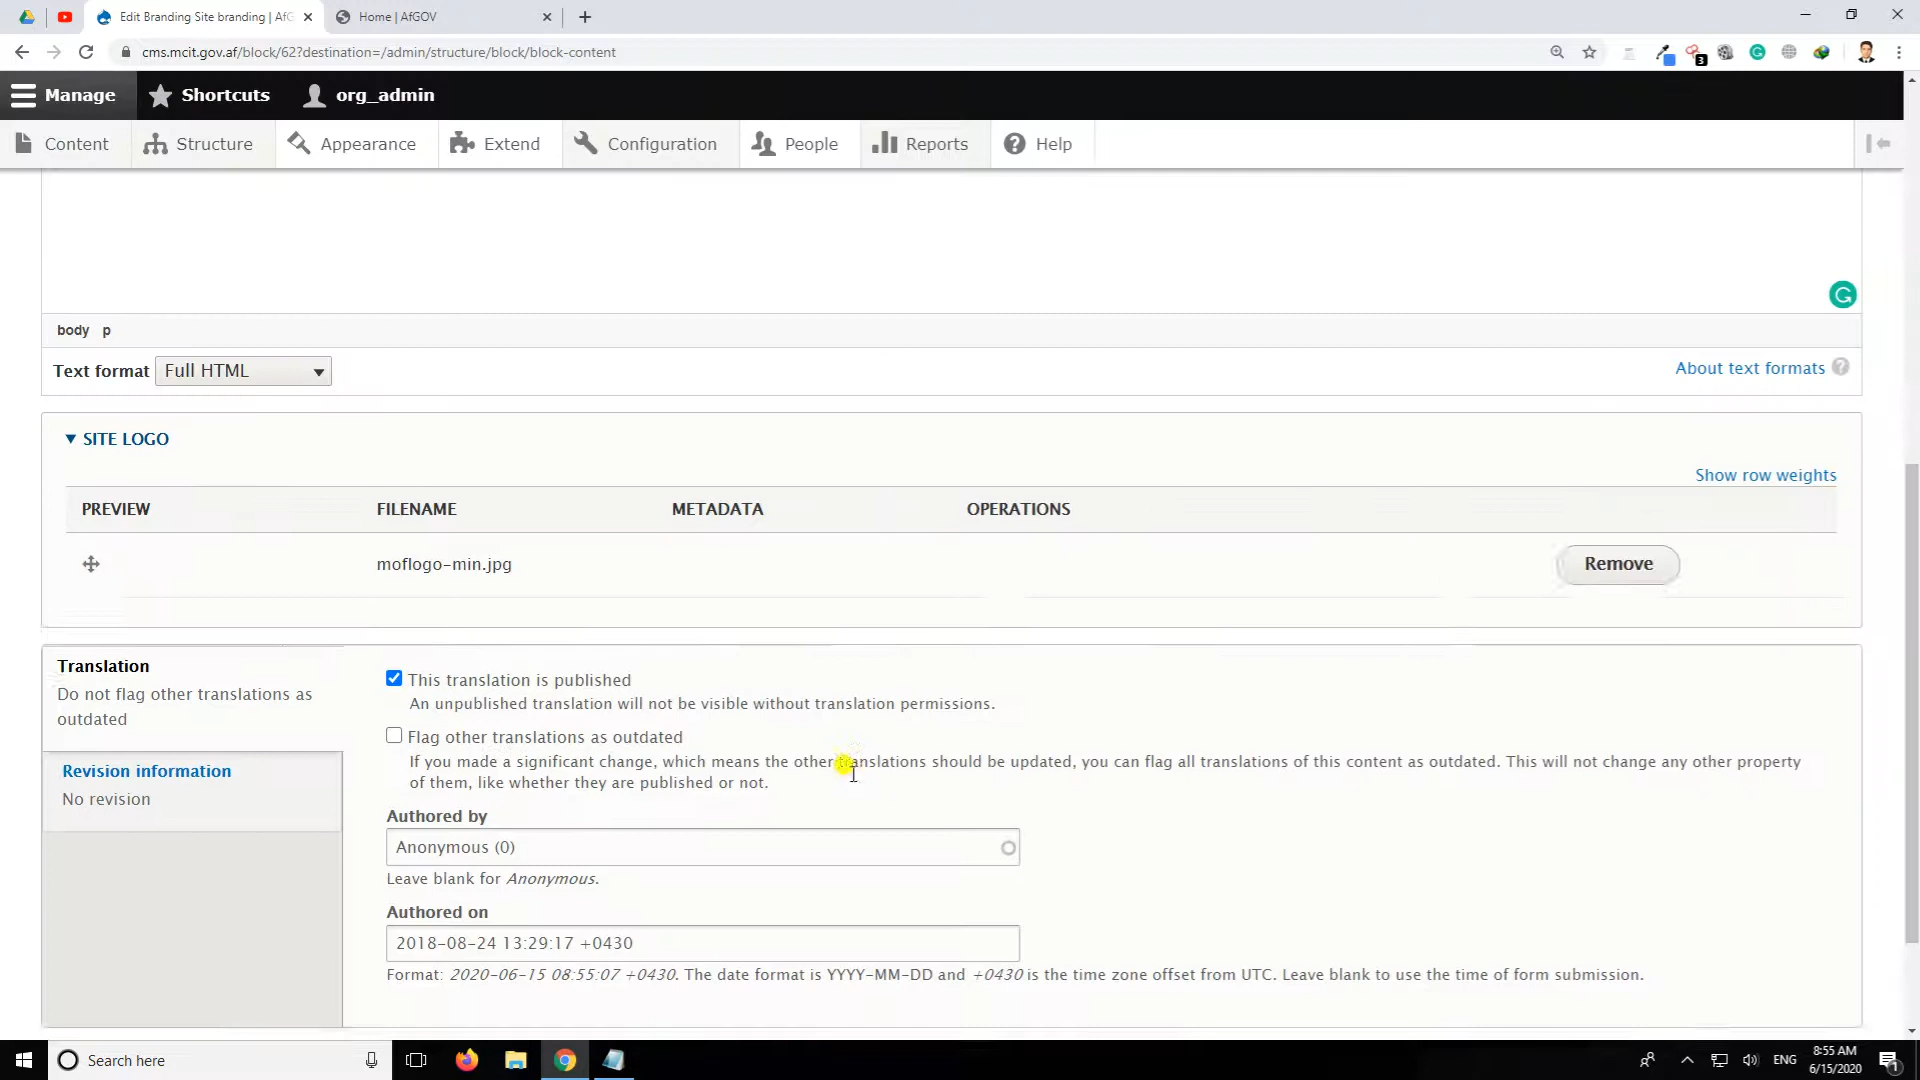 Edit Branding Site branding | AfG
Home | AfGOV
cms.mcit.gov.af/block/62?destination=/admin/structure/block/block-content
3
Manage
Shortcuts
org_admin
Content
Structure
Appearance
Extend
Configuration
People
Reports
Help
body p
Text format
Full HTML
About text formats ?
SITE LOGO
Show row weights
PREVIEW FILENAME METADATA OPERATIONS
moflogo-min.jpg
Remove
Translation
Do not flag other translations as
outdated
Revision information
No revision
This translation is published
An unpublished translation will not be visible without translation permissions.
Flag other translations as outdated
If you made a significant change, which means the other translations should be updated, you can flag all translations of this content as outdated. This will not change any other property
of them, like whether they are published or not.
Authored by
Anonymous (0)
Leave blank for Anonymous.
Authored on
2018-08-24 13:29:17 +0430
Format: 2020-06-15 08:55:07 +0430. The date format is YYYY-MM-DD and +0430 is the time zone offset from UTC. Leave blank to use the time of form submission.
Search here
ENG
8:55 AM
6/15/2020
1